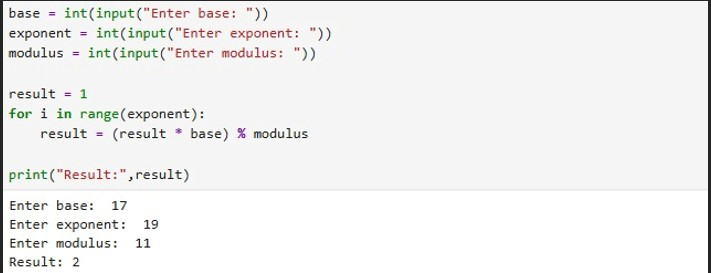 base = int(input("Enter base: "))
exponent = int(input("Enter exponent: "))
modulus = int(input("Enter modulus: "))
result = 1
for i in range(exponent):
    result = (result * base) % modulus
print("Result:",result)
Enter base:  17
Enter exponent:  19
Enter modulus:  11
Result: 2